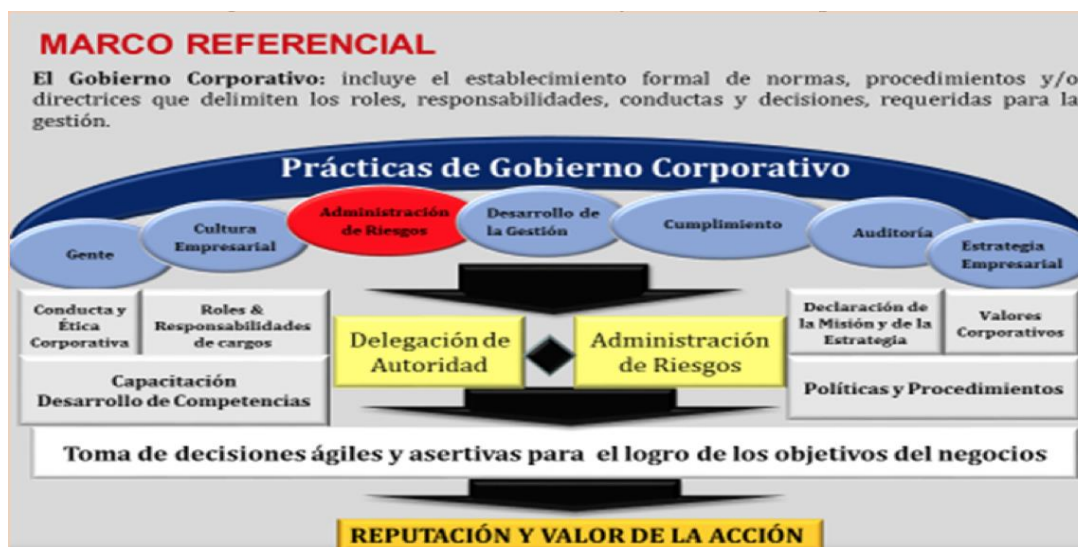 MARCO REFERENCIAL
El Gobierno Corporativo: incluye el establecimiento formal de normas, procedimientos y/o
directrices que delimiten los roles, responsabilidades, conductas y decisiones, requeridas para la
gestión.
Prácticas de Gobierno Corporativo
Gente
Cultura
Empresarial
Administración
de Riesgos
Desarrollo de
la Gestión
Cumplimiento
Auditoría
Estrategia
Empresarial
Conducta y
Ética
Corporativa
Roles &
Responsabilidades
de cargos
Capacitación
Desarrollo de Competencias
Delegación de
Autoridad
Administración
de Riesgos
Declaración de
la Misión y de la
Estrategia
Valores
Corporativos
Políticas y Procedimientos
Toma de decisiones ágiles y asertivas para el logro de los objetivos del negocios
REPUTACIÓN Y VALOR DE LA ACCIÓN